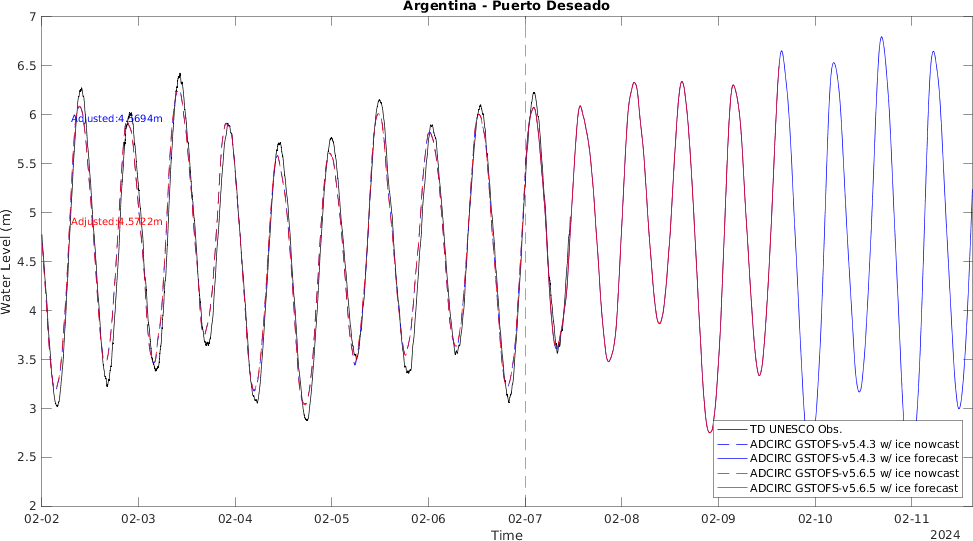 Argentina - Puerto Deseado
7
6.5
6
5.5
5
4.5
4
3.5
3
2.5
2
Water Level (m)
Adjusted:4.5694m
Adjusted:4.5722m
TD UNESCO Obs.
ADCIRC GSTOFS-v5.4.3 w/ ice nowcast
ADCIRC GSTOFS-v5.4.3 w/ ice forecast
ADCIRC GSTOFS-v5.6.5 w/ ice nowcast
ADCIRC GSTOFS-v5.6.5 w/ ice forecast
02-02 02-03 02-04 02-05 02-06 02-07 02-08 02-09 02-10 02-11
Time
2024